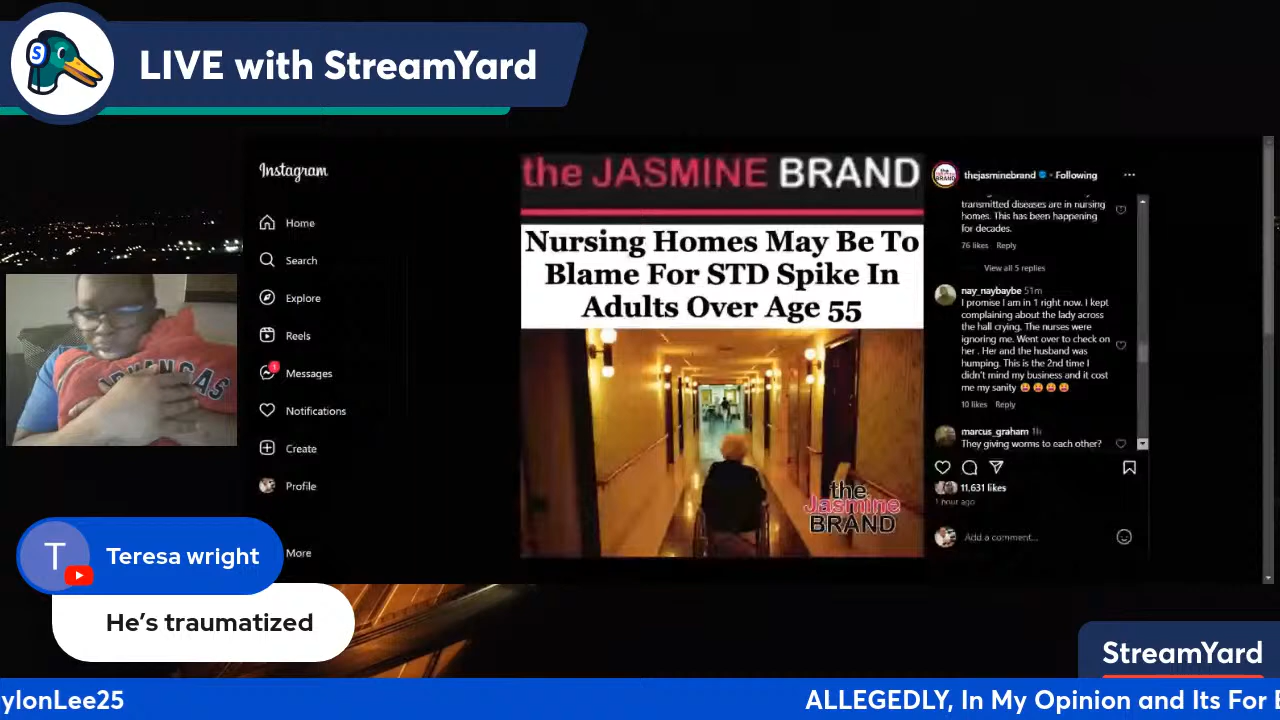 LIVE with StreamYard
Instagram
Home
Search
Explore
Reels
Messages
Notifications
Create
Profile
More
the JASMINE BRAND
Nursing Homes May Be To
Blame For STD Spike In
Adults Over Age 55
the
Jasmine
BRAND
thejasminebrand • Following
transmitted diseases are in nursing
homes. This has been happening
for decades.
76 likes Reply
View all 5 replies
nay_naybaybe 51m
I promise I am in 1 right now. I kept
complaining about the lady across
the hall crying. The nurses were
ignoring me. Went over to check on
her . Her and the husband was
humping. This is the 2nd time I
didn't mind my business and it cost
me my sanity
10 likes Reply
marcus_graham 1h
They giving worms to each other?
11,631 likes
1 hour ago
Add a comment...
ARKANSAS
T
Teresa wright
He's traumatized
StreamYard
ylonLee25
ALLEGEDLY, In My Opinion and Its For